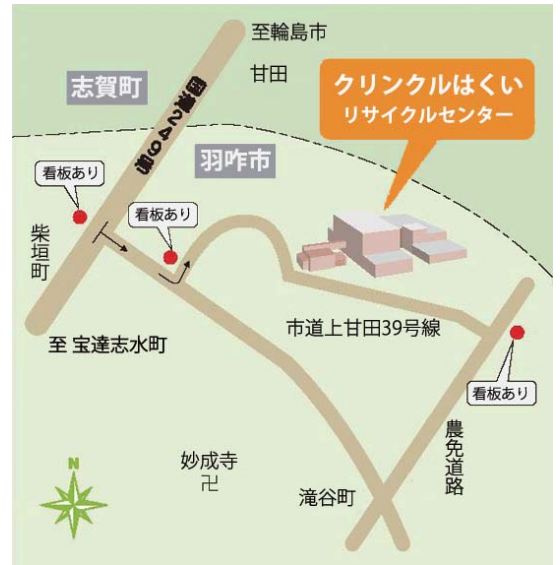 至輪島市
甘田
志賀町
クリンクルはくい
リサイクルセンター
国道249号
羽咋市
看板あり
看板あり
柴垣町
至 宝達志水町
市道上甘田39号線
看板あり
農免道路
妙成寺
卍
滝谷町
N